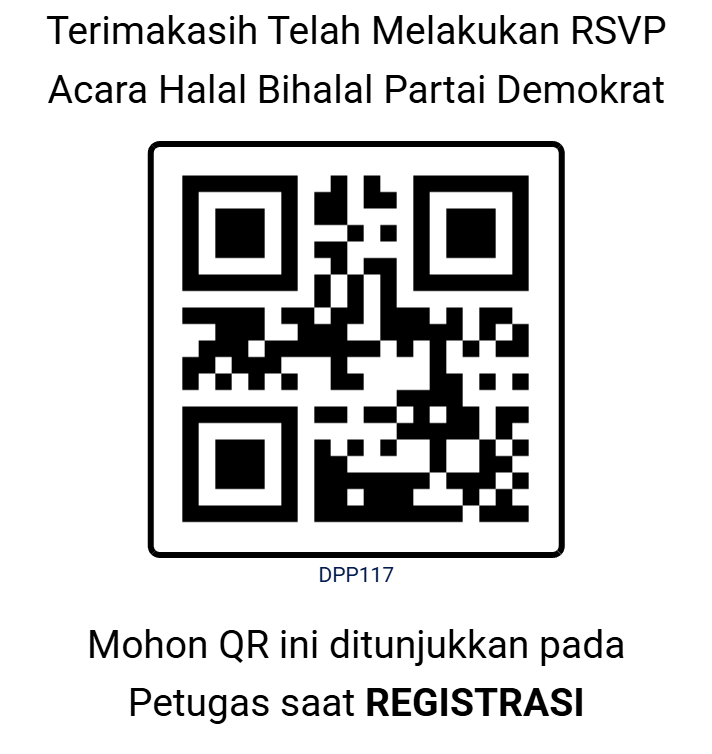 Terimakasih Telah Melakukan RSVP
Acara Halal Bihalal Partai Demokrat
DPP117
Mohon QR ini ditunjukkan pada
Petugas saat REGISTRASI